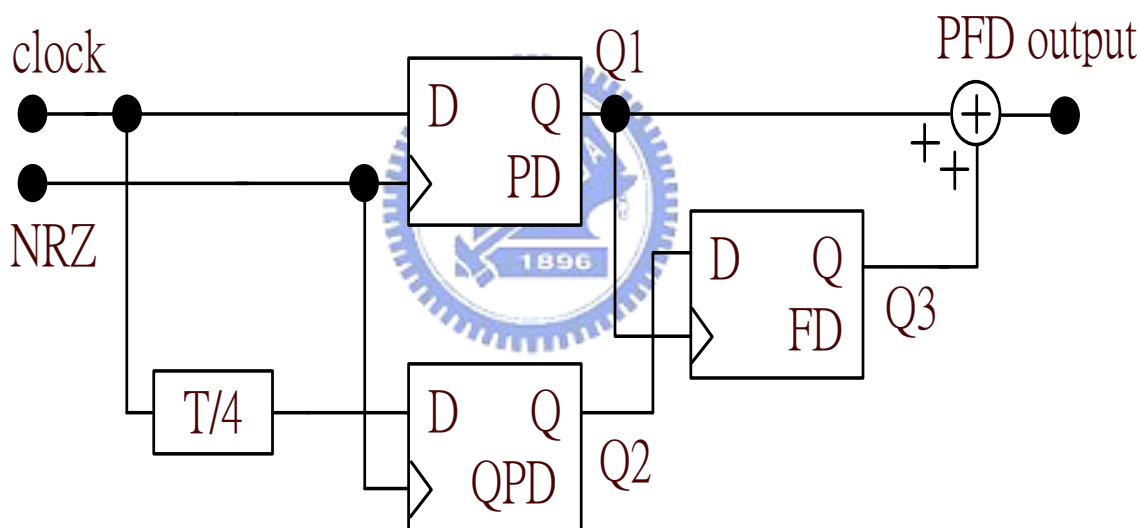 clock
Q1
PFD output
D Q
PD
+
+
+
NRZ
1896
D Q
FD
Q3
T/4
D Q
QPD
Q2